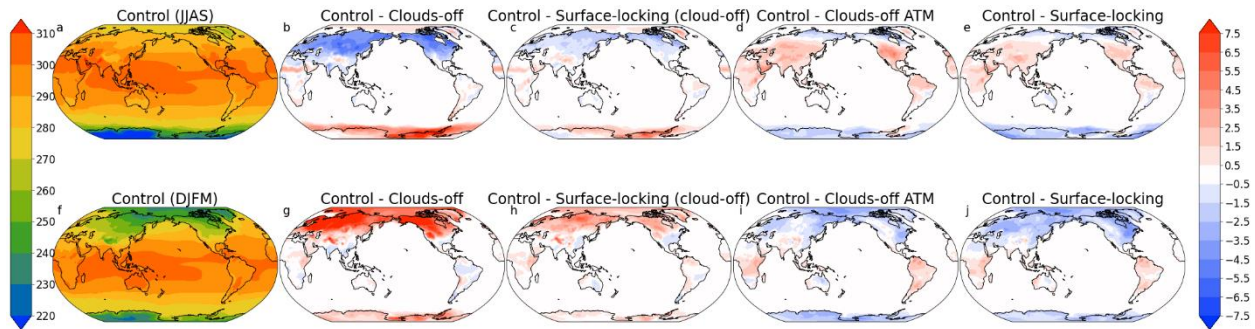 Control (JJAS)
Control - Clouds-off
Control - Surface-locking (cloud-off)
Control - Clouds-off ATM
Control - Surface-locking
a
b
c
d
e
310
300
290
280
270
260
250
240
230
220
7.5
6.5
5.5
4.5
3.5
2.5
1.5
0.5
-0.5
-1.5
-2.5
-3.5
-4.5
-5.5
-6.5
-7.5
Control (DJFM)
Control - Clouds-off
Control - Surface-locking (cloud-off)
Control - Clouds-off ATM
Control - Surface-locking
f
g
h
i
j